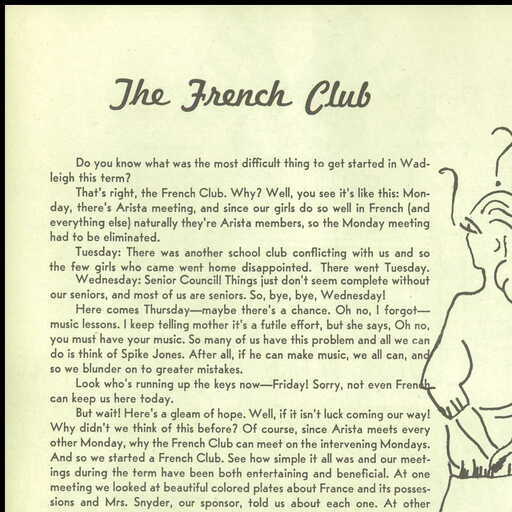 The French Club
Do you know what was the most difficult thing to get started in Wad-
leigh this term?
That's right, the French Club. Why? Well, you see it's like this: Mon-
day, there's Arista meeting, and since our girls do so well in French (and
everything else) naturally they're Arista members, so the Monday meeting
had to be eliminated.
Tuesday: There was another school club conflicting with us and so
the few girls who came went home disappointed. There went Tuesday.
Wednesday: Senior Council! Things just don't seem complete without
our seniors, and most of us are seniors. So, bye, bye, Wednesday!
Here comes Thursday—maybe there's a chance. Oh no, I forgot—
music lessons. I keep telling mother it's a futile effort, but she says, Oh no,
you must have your music. So many of us have this problem and all we can
do is think of Spike Jones. After all, if he can make music, we all can, and
so we blunder on to greater mistakes.
Look who's running up the keys now—Friday! Sorry, not even French
can keep us here today.
But wait! Here's a gleam of hope. Well, if it isn't luck coming our way!
Why didn't we think of this before? Of course, since Arista meets every
other Monday, why the French Club can meet on the intervening Mondays.
And so we started a French Club. See how simple it all was and our meet-
ings during the term have been both entertaining and beneficial. At one
meeting we looked at beautiful colored plates about France and its posses-
sions and Mrs. Snyder, our sponsor, told us about each one. At other